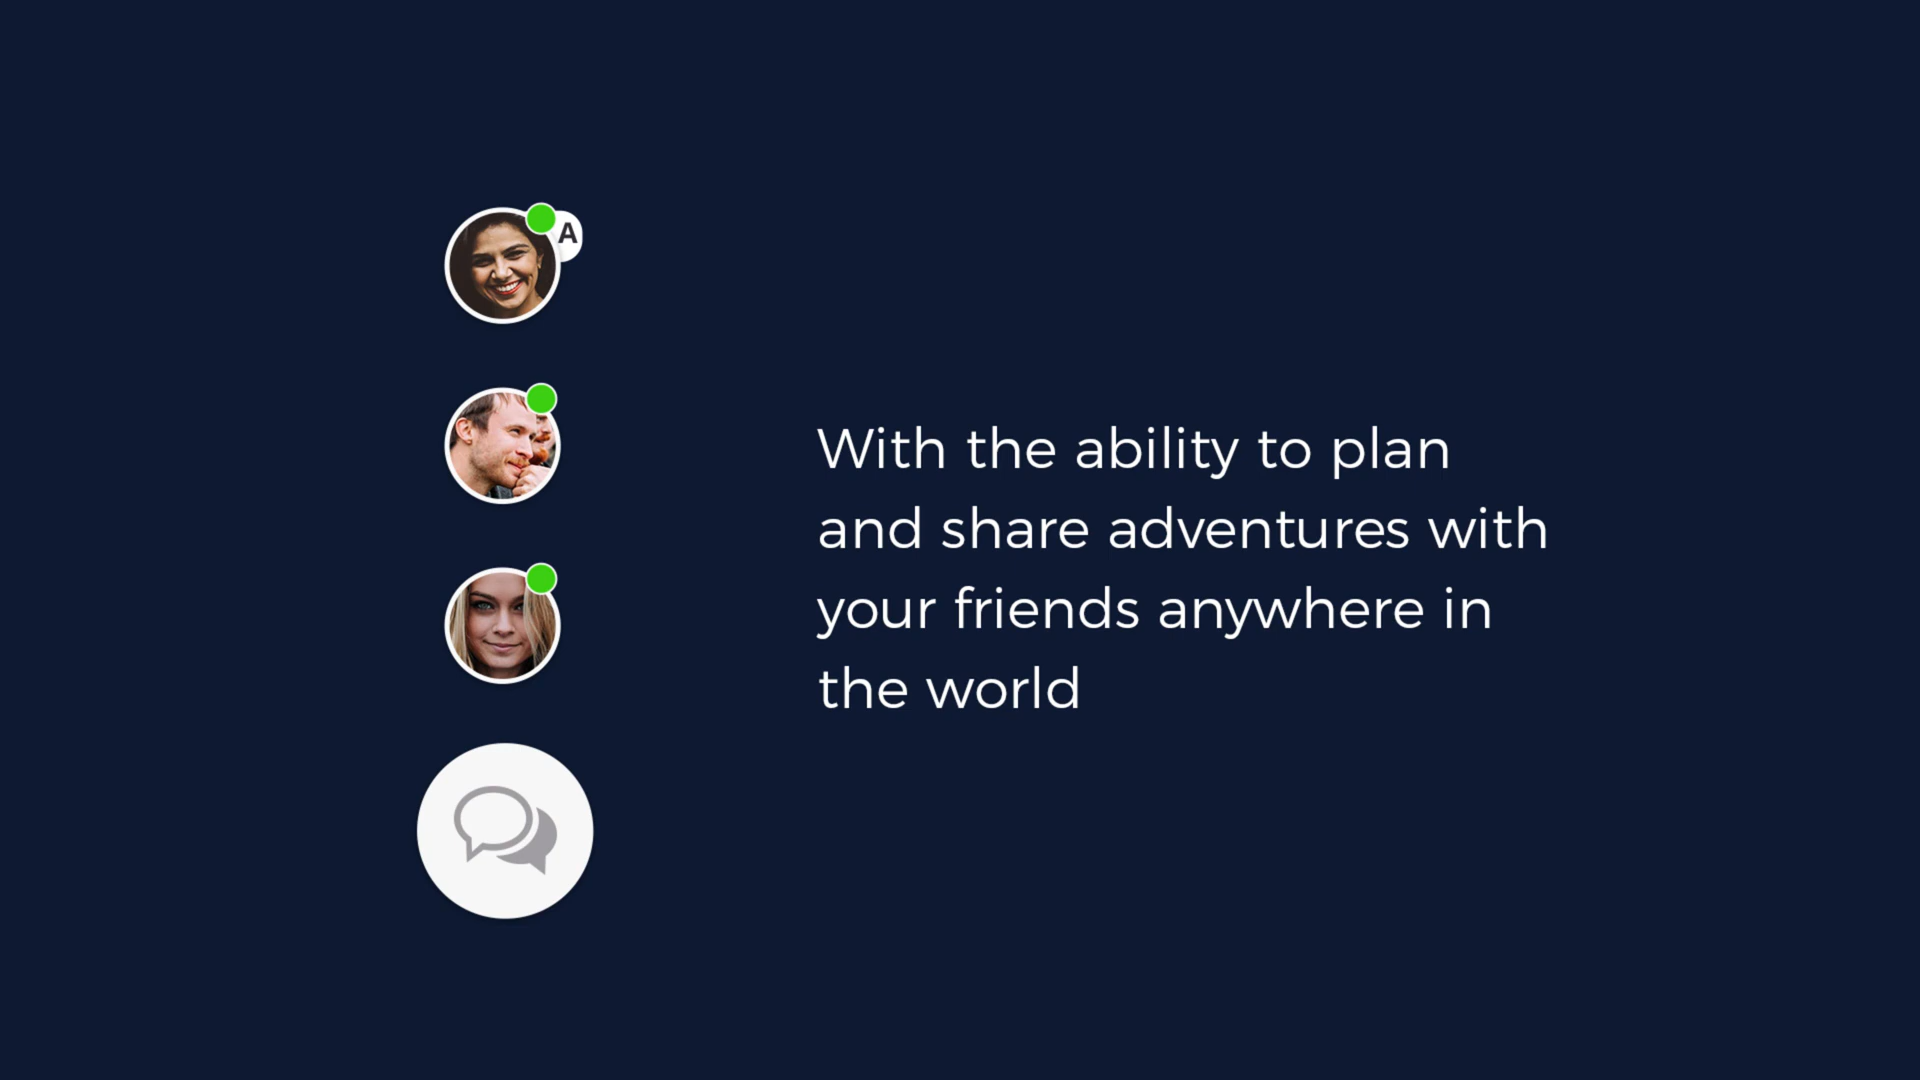 A
With the ability to plan
and share adventures with
your friends anywhere in
the world